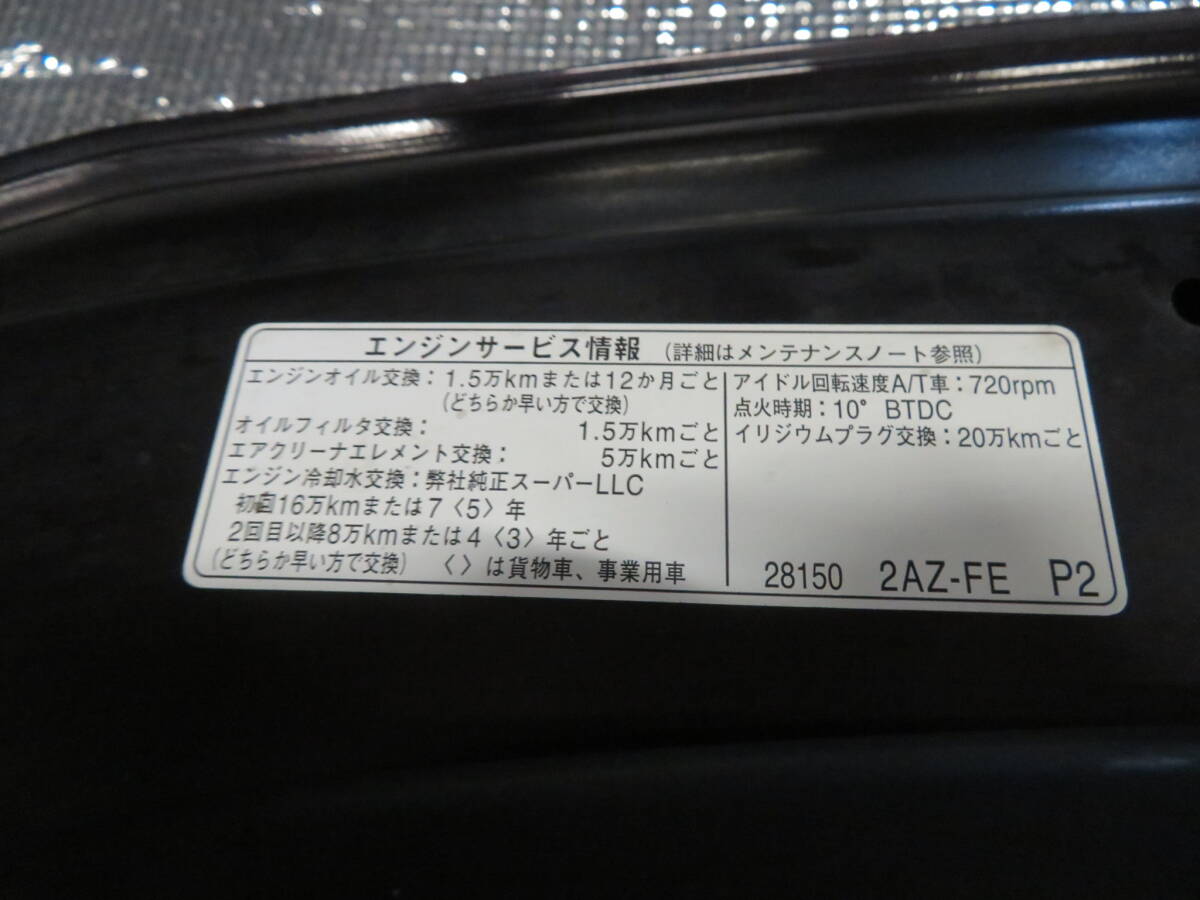 エンジンサービス情報 (詳細はメンテナンスノート参照)
エンジンオイル交換：1.5万kmまたは12か月ごと
(どちらか早い方で交換)
オイルフィルタ交換： 1.5万kmごと
エアクリーナエレメント交換： 5万kmごと
エンジン冷却水交換：弊社純正スーパーLLC
初回16万kmまたは7〈5〉年
2回目以降8万kmまたは4〈3〉年ごと
(どちらか早い方で交換) 〈 〉は貨物車、事業用車
アイドル回転速度A/T車：720rpm
点火時期：10° BTDC
イリジウムプラグ交換：20万kmごと
28150 2AZ-FE P2